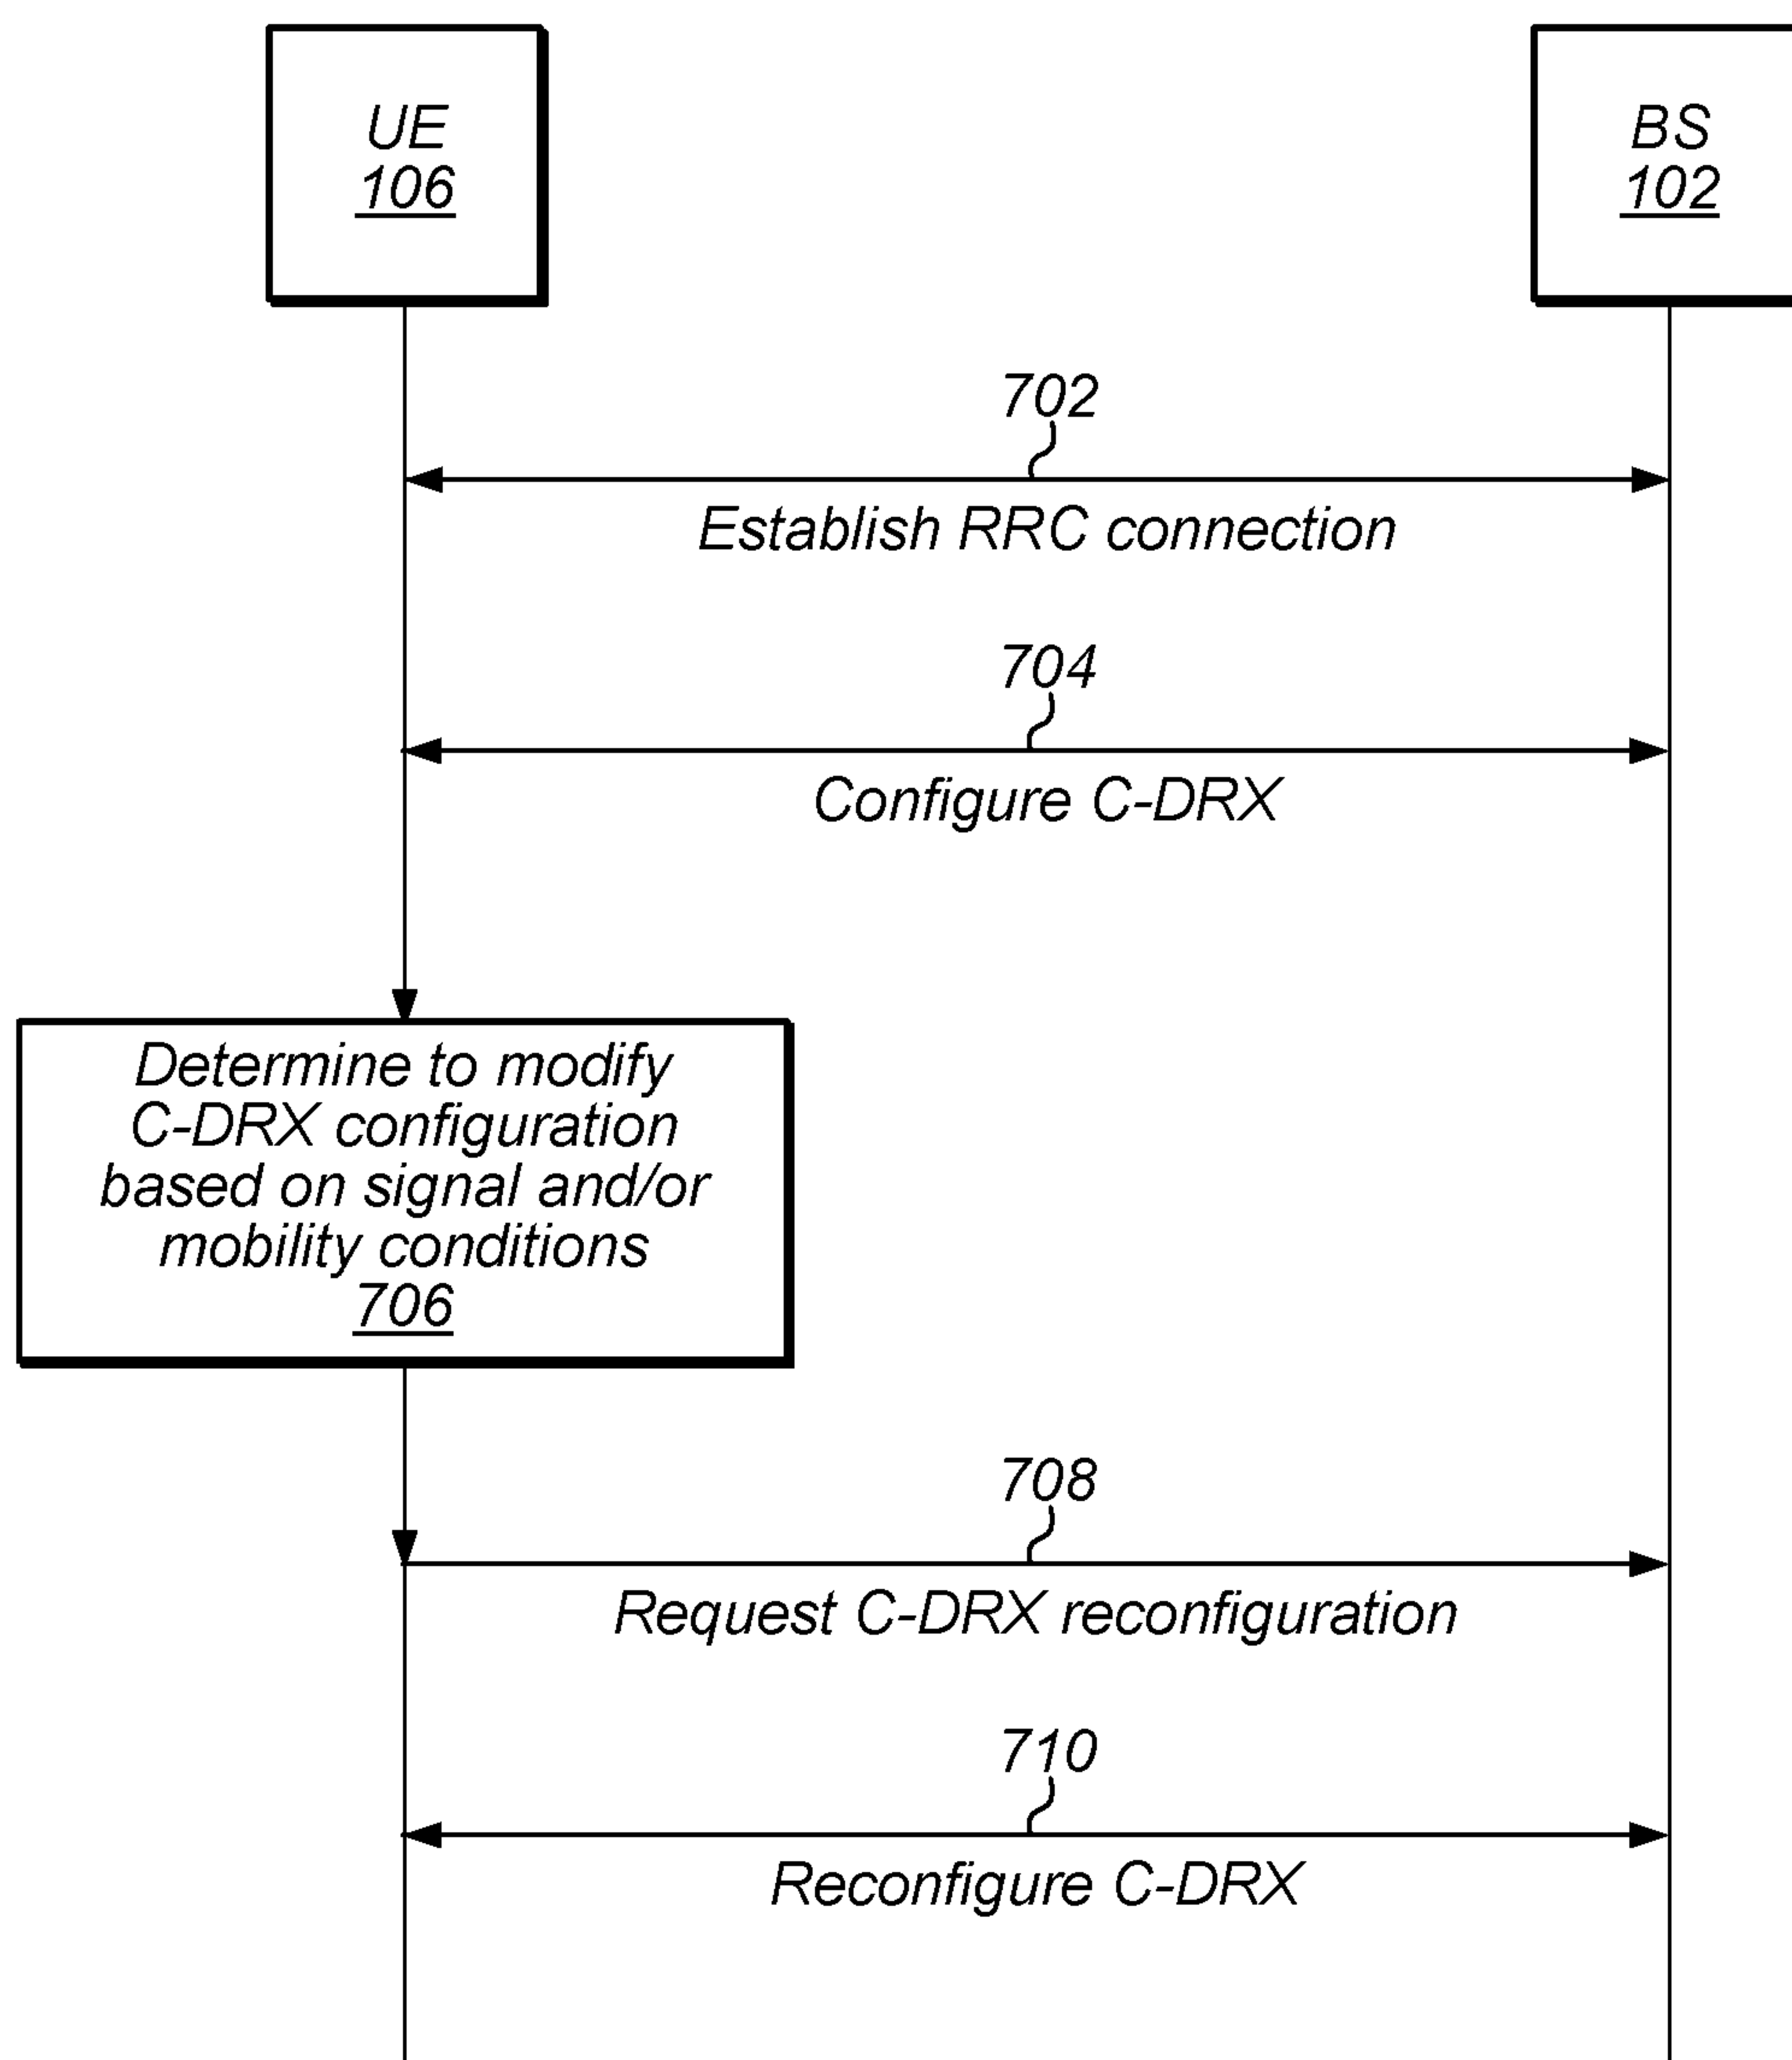 UE
106
BS
102
702
Establish RRC connection
704
Configure C-DRX
Determine to modify
C-DRX configuration
based on signal and/or
mobility conditions
706
708
Request C-DRX reconfiguration
710
Reconfigure C-DRX